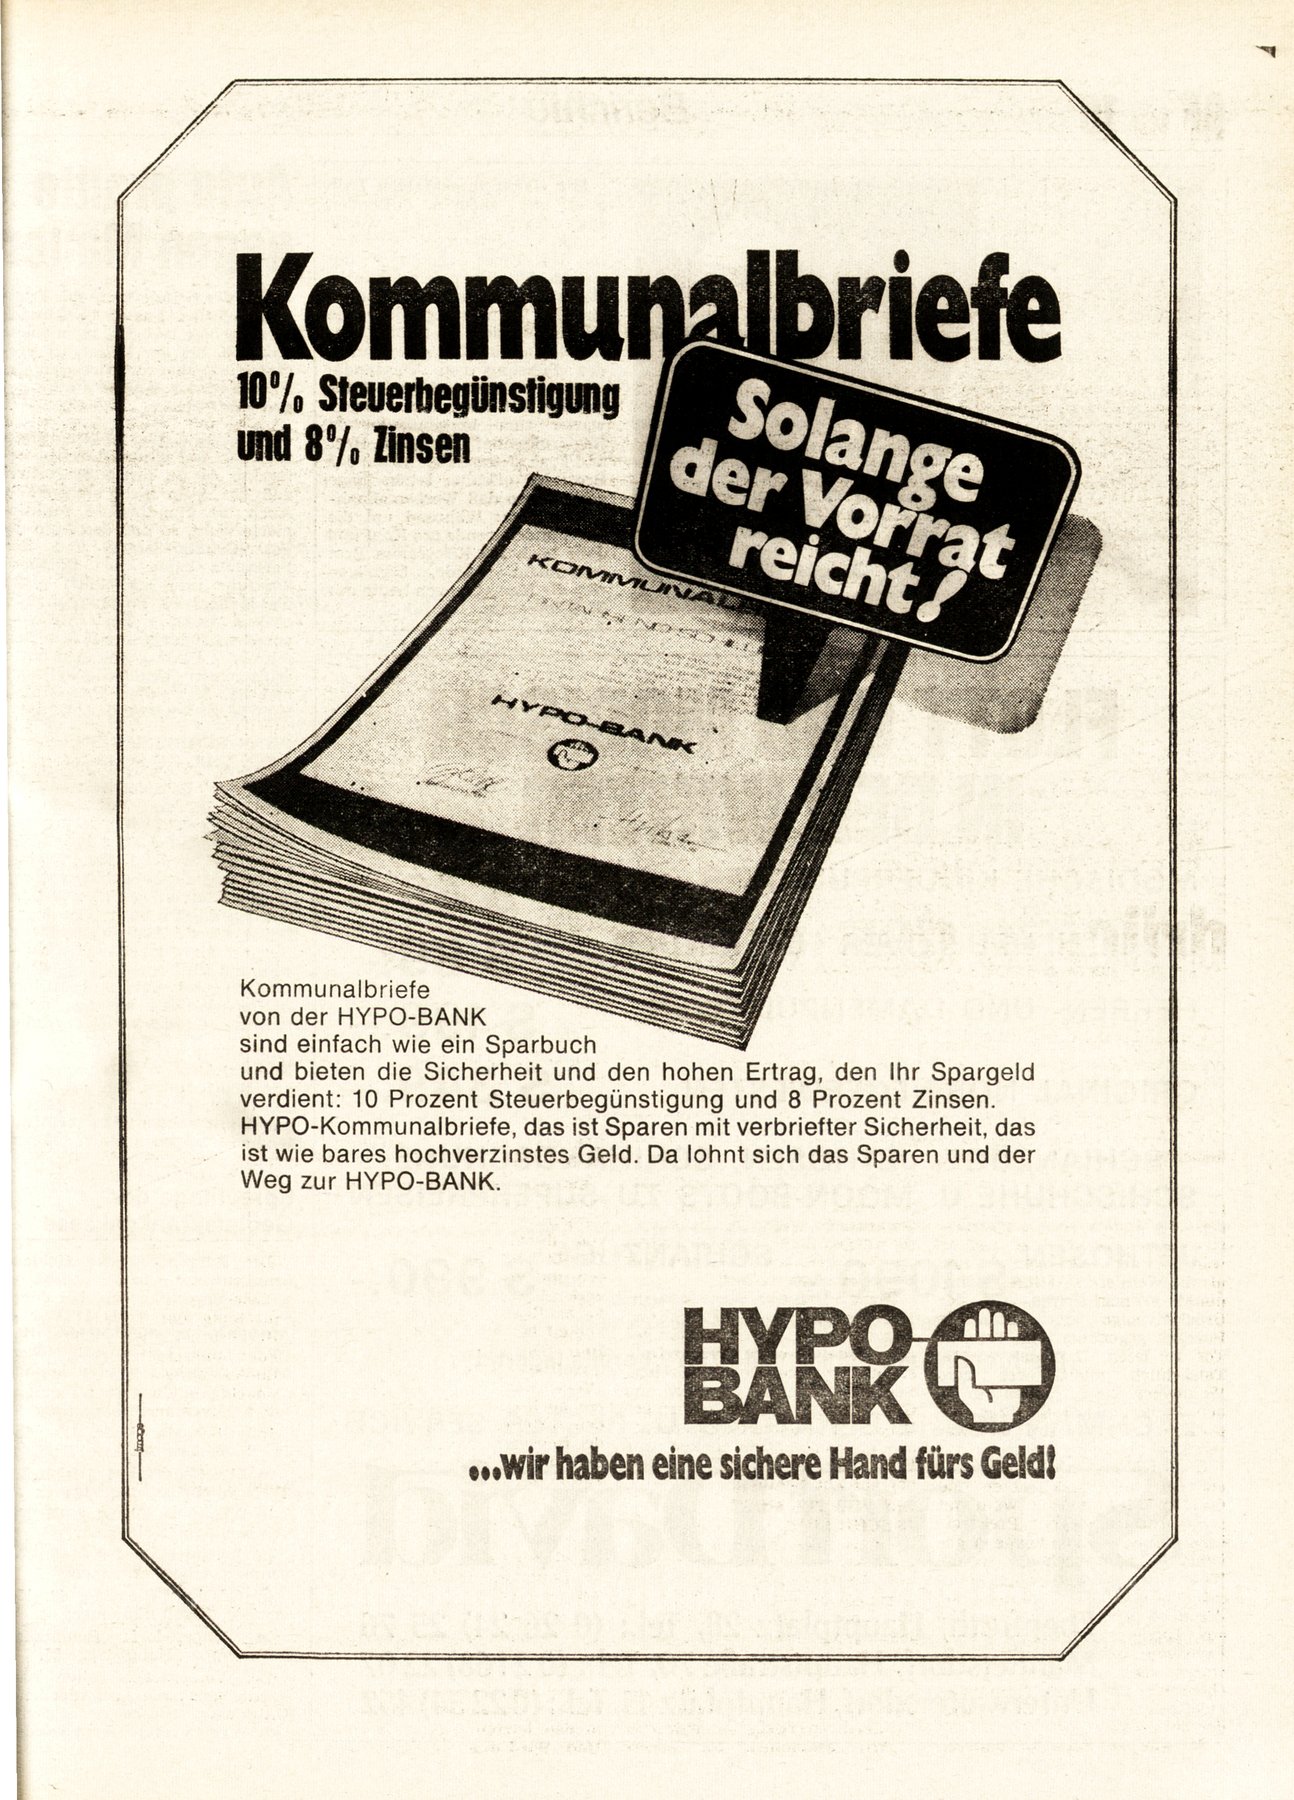 Kommunalbriefe
10% Steuerbegünstigung
und 8% Zinsen
Solange
der Vorrat
reicht!
HYPO-BANK
Kommunalbriefe
von der HYPO-BANK
sind einfach wie ein Sparbuch
und bieten die Sicherheit und den hohen Ertrag, den Ihr Spargeld
verdient: 10 Prozent Steuerbegünstigung und 8 Prozent Zinsen.
HYPO-Kommunalbriefe, das ist Sparen mit verbriefter Sicherheit, das
ist wie bares hochverzinstes Geld. Da lohnt sich das Sparen und der
Weg zur HYPO-BANK.
HYPO-
BANK
...wir haben eine sichere Hand fürs Geld!
image